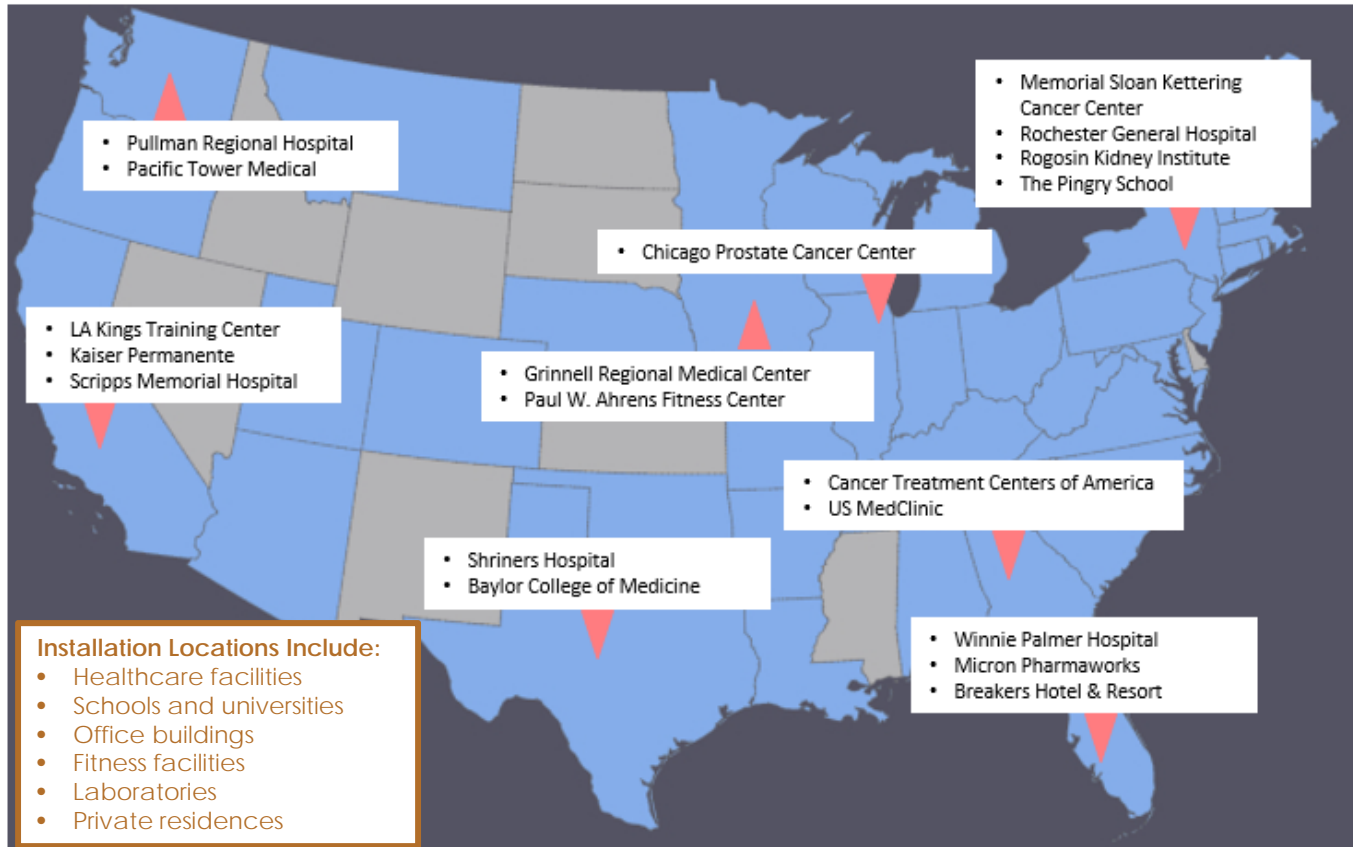 • Memorial Sloan Kettering
Cancer Center
• Rochester General Hospital
• Rogosin Kidney Institute
• The Pingry School
• Pullman Regional Hospital
• Pacific Tower Medical
• Chicago Prostate Cancer Center
• LA Kings Training Center
• Kaiser Permanente
• Scripps Memorial Hospital
• Grinnell Regional Medical Center
• Paul W. Ahrens Fitness Center
• Cancer Treatment Centers of America
• US MedClinic
• Shriners Hospital
• Baylor College of Medicine
• Winnie Palmer Hospital
• Micron Pharmaworks
• Breakers Hotel & Resort
Installation Locations Include:
• Healthcare facilities
• Schools and universities
• Office buildings
• Fitness facilities
• Laboratories
• Private residences